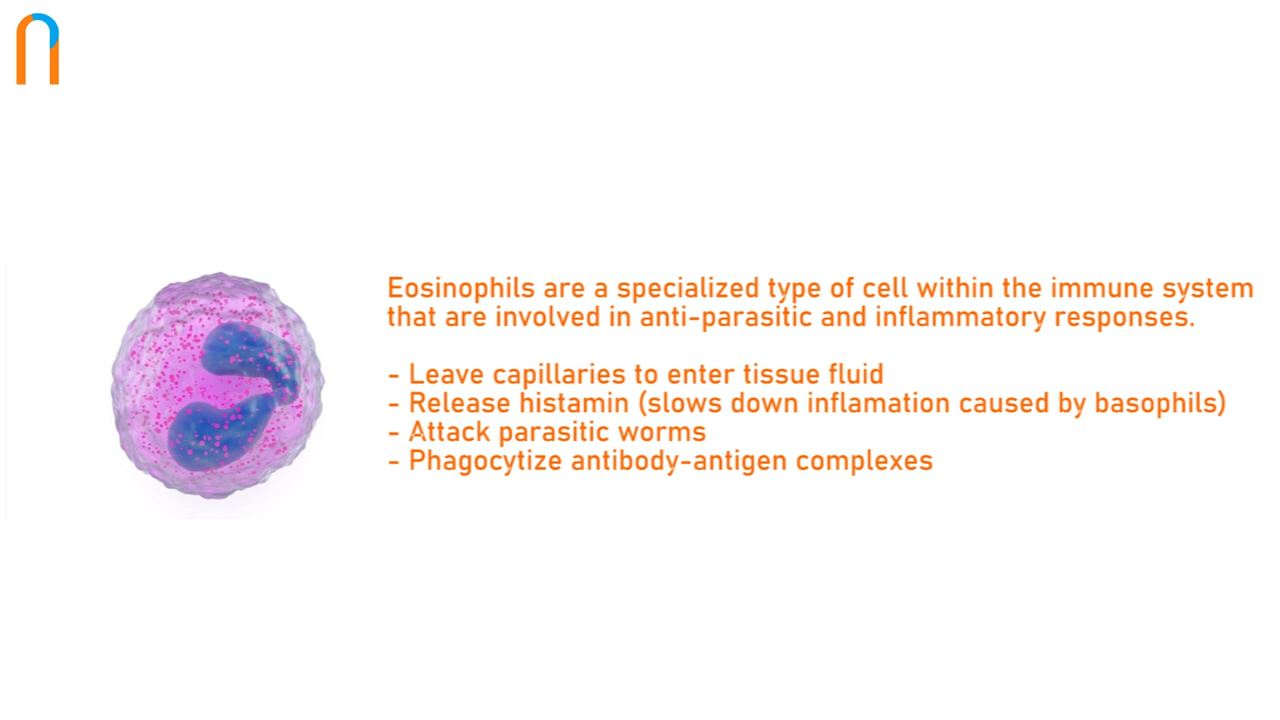 Eosinophils are a specialized type of cell within the immune system
that are involved in anti-parasitic and inflammatory responses.
- Leave capillaries to enter tissue fluid
- Release histamin (slows down inflamation caused by basophils)
- Attack parasitic worms
- Phagocytize antibody-antigen complexes